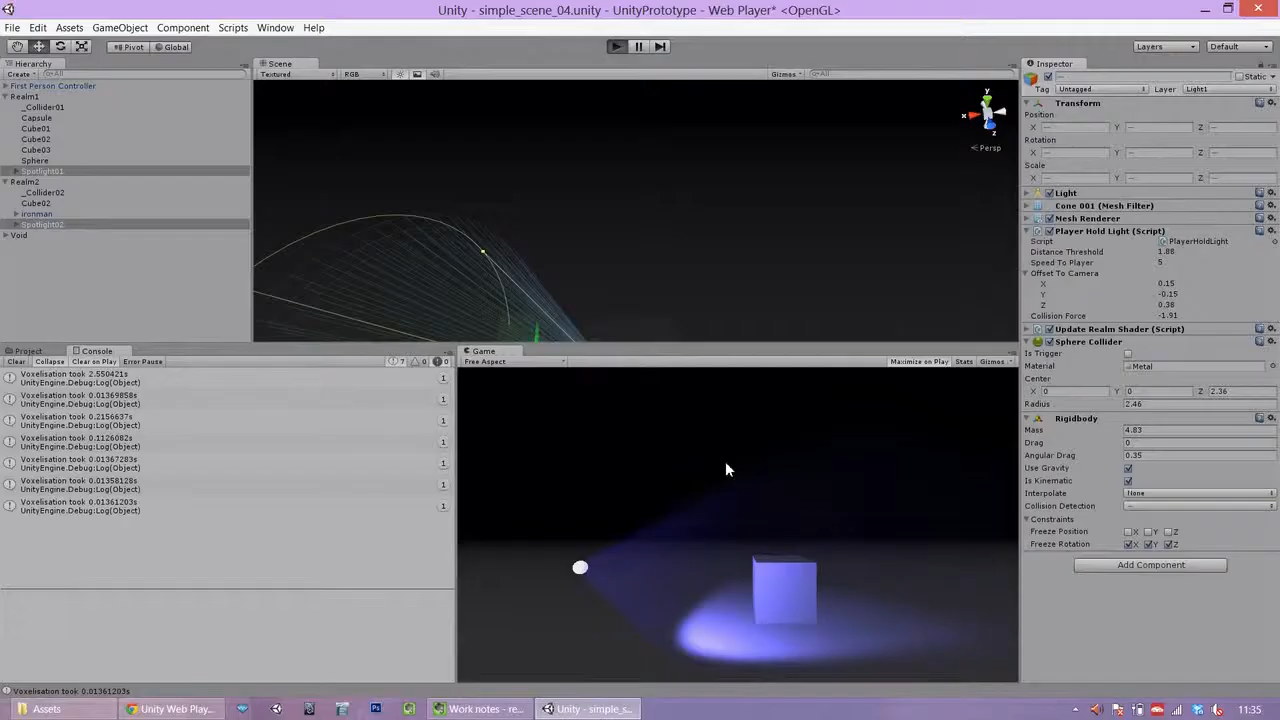 Unity - simple_scene_04.unity - UnityPrototype - Web Player* <OpenGL>
File Edit Assets GameObject Component Scripts Window Help
Pivot Global Layers Default
Hierarchy
Create All
First Person Controller
Realm1
_Collider01
Capsule
Cube01
Cube02
Cube03
Sphere
Spotlight01
Realm2
_Collider02
Cube02
ironman
Spotlight02
Void
Scene
Textured RGB Gizmos All
y
x
z
Persp
Project Console
Clear Collapse Clear on Play Error Pause 7 0 0
Voxelisation took 2.550421s 1
UnityEngine.Debug:Log(Object)
Voxelisation took 0.01369858s 1
UnityEngine.Debug:Log(Object)
Voxelisation took 0.2156637s 1
UnityEngine.Debug:Log(Object)
Voxelisation took 0.1126082s 1
UnityEngine.Debug:Log(Object)
Voxelisation took 0.01367283s 1
UnityEngine.Debug:Log(Object)
Voxelisation took 0.01358128s 1
UnityEngine.Debug:Log(Object)
Voxelisation took 0.01361203s 1
UnityEngine.Debug:Log(Object)
Game
Free Aspect Maximize on Play Stats Gizmos
Inspector
— Static
Tag Untagged Layer Light1
Transform
Position
X — Y — Z —
Rotation
X — Y — Z —
Scale
X — Y — Z —
Light
Cone 001 (Mesh Filter)
Mesh Renderer
Player Hold Light (Script)
Script PlayerHoldLight
Distance Threshold 1.88
Speed To Player 5
Offset To Camera
X 0.15
Y -0.15
Z 0.38
Collision Force -1.91
Update Realm Shader (Script)
Sphere Collider
Is Trigger
Material Metal
Center
X 0 Y 0 Z 2.36
Radius 2.46
Rigidbody
Mass 4.83
Drag 0
Angular Drag 0.35
Use Gravity
Is Kinematic
Interpolate None
Collision Detection —
Constraints
Freeze Position X Y Z
Freeze Rotation X Y Z
Add Component
Voxelisation took 0.01361203s
Assets Unity Web Play... Work notes - re... Unity - simple_s... 11:35